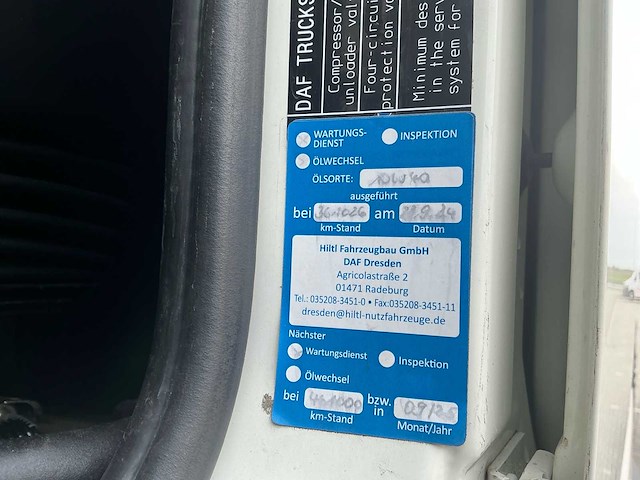 DAF TRUCKS
Compressor/
unloader val
Four-circui
protection va
Minimum des
in the serv
system for
WARTUNGS-
DIENST
INSPEKTION
ÖLWECHSEL
ÖLSORTE: 10W40
ausgeführt
bei 361026 am 27.9.24
km-Stand Datum
Hiltl Fahrzeugbau GmbH
DAF Dresden
Agricolastraße 2
01471 Radeburg
Tel.: 035208-3451-0 • Fax:035208-3451-11
dresden@hiltl-nutzfahrzeuge.de
Nächster
Wartungsdienst Inspektion
Ölwechsel
bei 461000 bzw. in 09/25
km-Stand Monat/Jahr